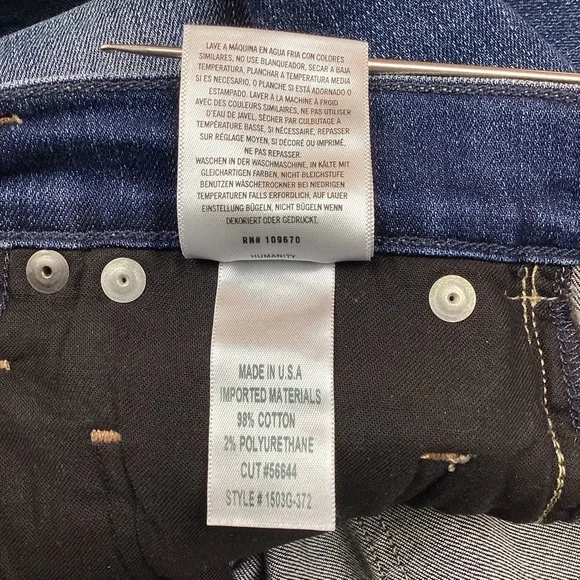 LAVE A MÁQUINA EN AGUA FRIA CON COLORES
SIMILARES, NO USE BLANQUEADOR, SECAR A BAJA
TEMPERATURA, PLANCHAR A TEMPERATURA MEDIA
SI ES NECESARIO, O PLANCHE SI ESTÁ ADORNADO O
ESTAMPADO. LAVER À LA MACHINE À FROID
AVEC DES COULEURS SIMILAIRES, NE PAS UTILISER
D'EAU DE JAVEL, SÉCHER PAR CULBUTAGE À
TEMPÉRATURE BASSE, SI NÉCESSAIRE, REPASSER
SUR RÉGLAGE MOYEN, SI DÉCORÉ OU IMPRIMÉ,
NE PAS REPASSER.
WASCHEN IN DER WASCHMASCHINE, IN KÄLTE MIT
GLEICHARTIGEN FARBEN, NICHT BLEICHSTUFE
BENUTZEN WÄSCHETROCKNER BEI NIEDRIGEN
TEMPERATUREN FALLS ERFORDLICH, AUF LAUER
EINSTELLUNG BÜGELN, NICHT BÜGELN WENN
DEKORIERT ODER GEDRUCKT.
RN# 109670
HUMANITY
MADE IN U.S.A
IMPORTED MATERIALS
98% COTTON
2% POLYURETHANE
CUT #56644
STYLE # 1503G-372